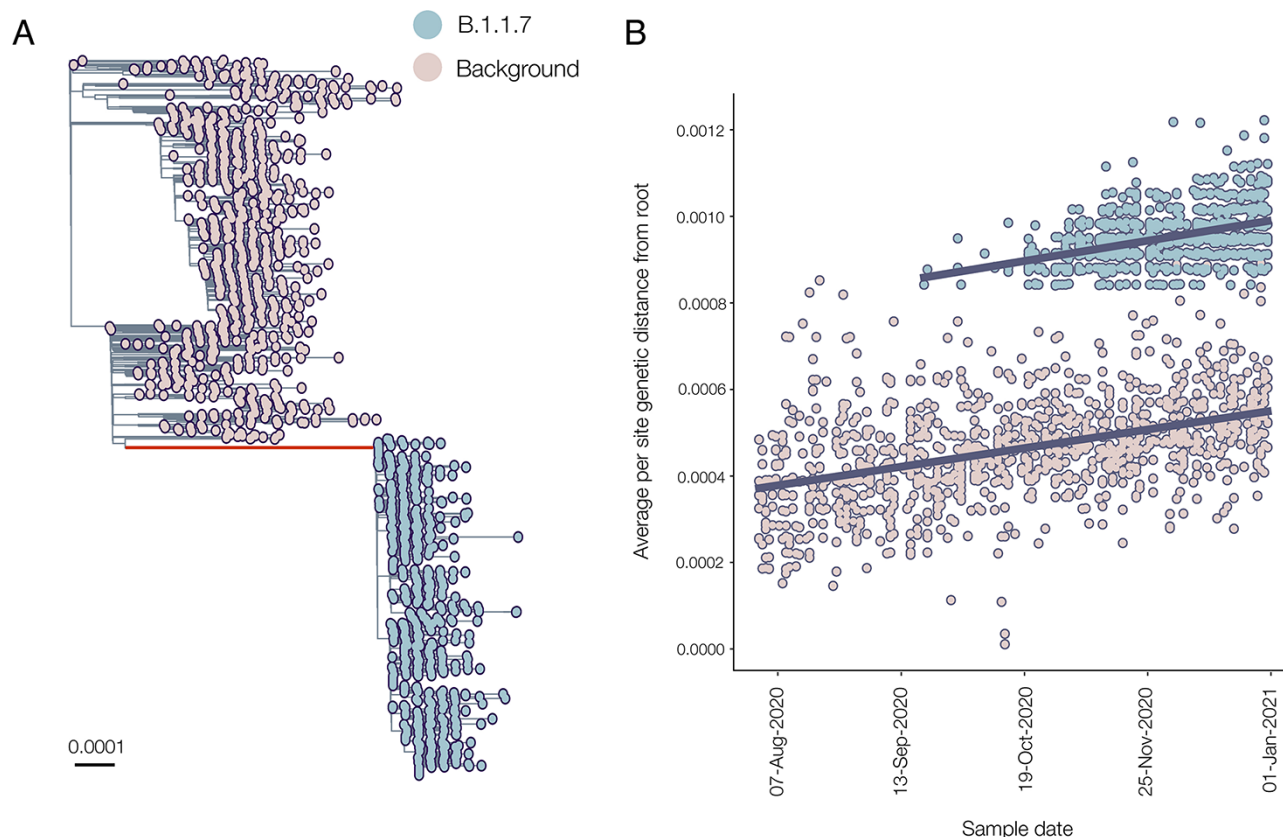 A
B.1.1.7
Background
0.0001
B
Average per site genetic distance from root
0.0012
0.0010
0.0008
0.0006
0.0004
0.0002
0.0000
07-Aug-2020
13-Sep-2020
19-Oct-2020
25-Nov-2020
01-Jan-2021
Sample date